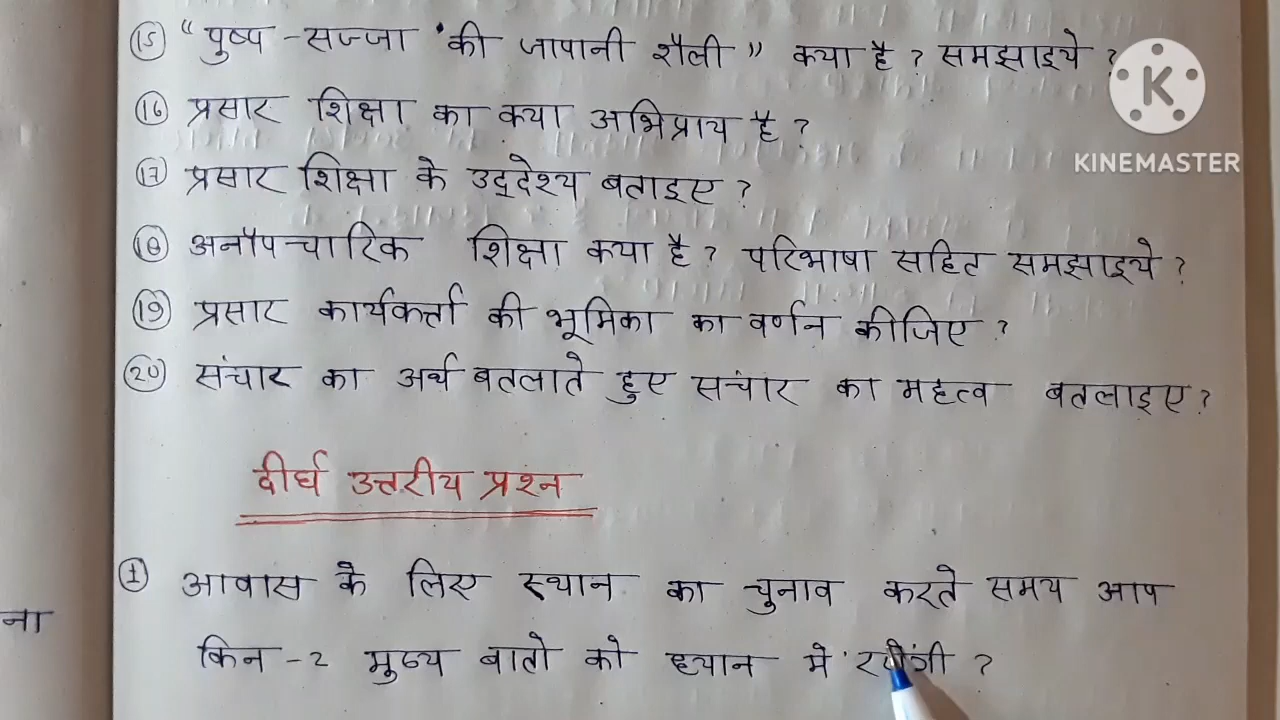 (15) "पुष्प-सज्जा की जापानी शैली" क्या है? समझाइये?
(16) प्रसार शिक्षा का क्या अभिप्राय है?
(17) प्रसार शिक्षा के उद्देश्य बताइए?
(18) अनौपचारिक शिक्षा क्या है? परिभाषा सहित समझाइये?
(19) प्रसार कार्यकर्त्ता की भूमिका का वर्णन कीजिए?
(20) संचार का अर्थ बतलाते हुए संचार का महत्व बतलाइए?
दीर्घ उत्तरीय प्रश्न
(1) आवास के लिए स्थान का चुनाव करते समय आप
किन-2 मुख्य बातो को ध्यान मे रखेंगी?
ना
K
KINEMASTER